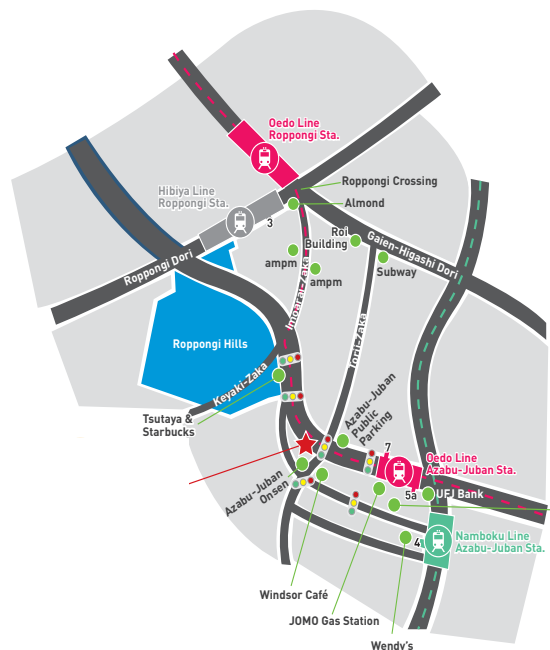 Oedo Line
Roppongi Sta.
Roppongi Crossing
Hibiya Line
Roppongi Sta.
3
Almond
Roi
Building
Gaien-Higashi Dori
ampm
ampm
Subway
Roppongi Dori
Imoarai-Zaka
Torii-Zaka
Roppongi Hills
Keyaki-Zaka
Tsutaya &
Starbucks
Azabu-Juban
Public
Parking
7
Oedo Line
Azabu-Juban Sta.
Azabu-Juban
Onsen
5a
UFJ Bank
4
Namboku Line
Azabu-Juban Sta.
Windsor Café
JOMO Gas Station
Wendy's